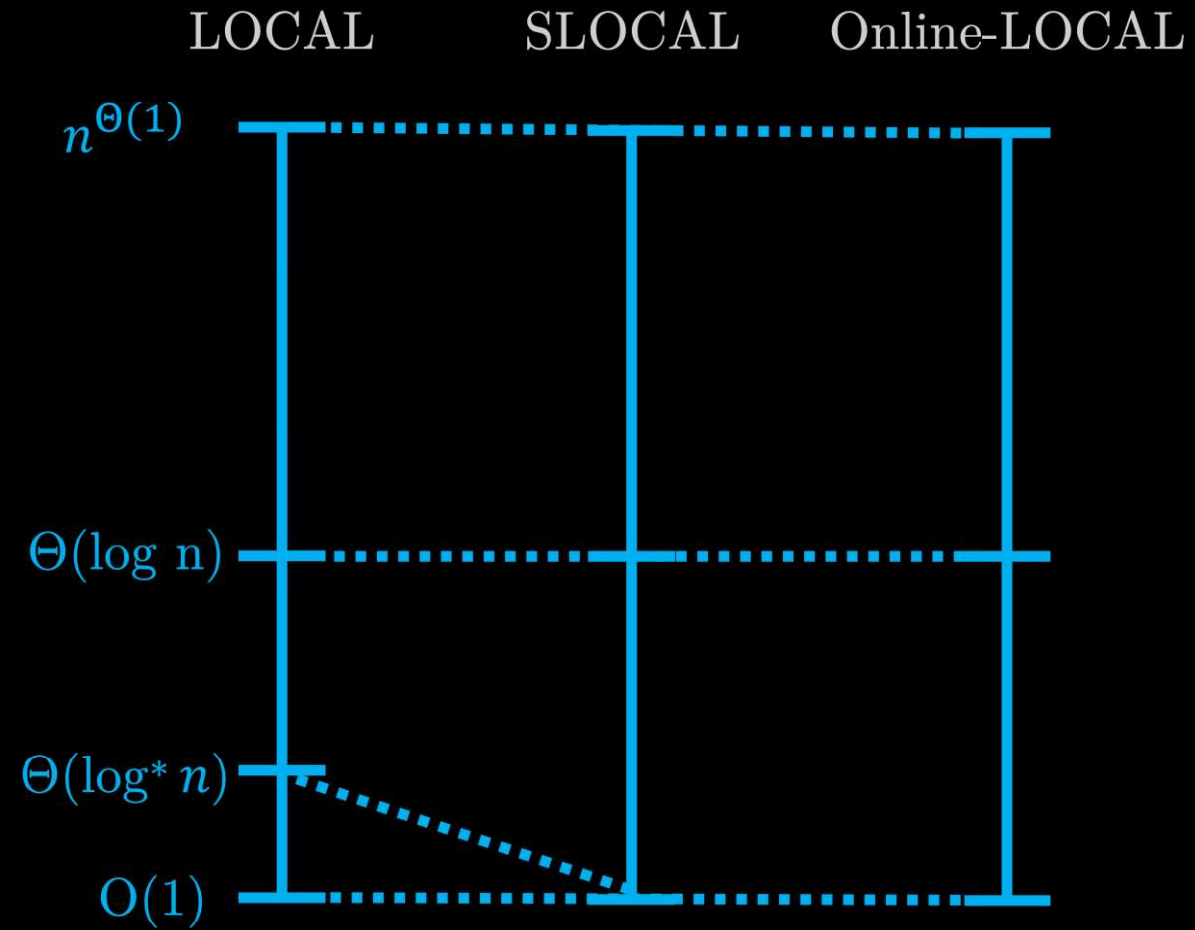 LOCAL SLOCAL Online-LOCAL
n^Θ(1)
Θ(log n)
Θ(log* n)
O(1)